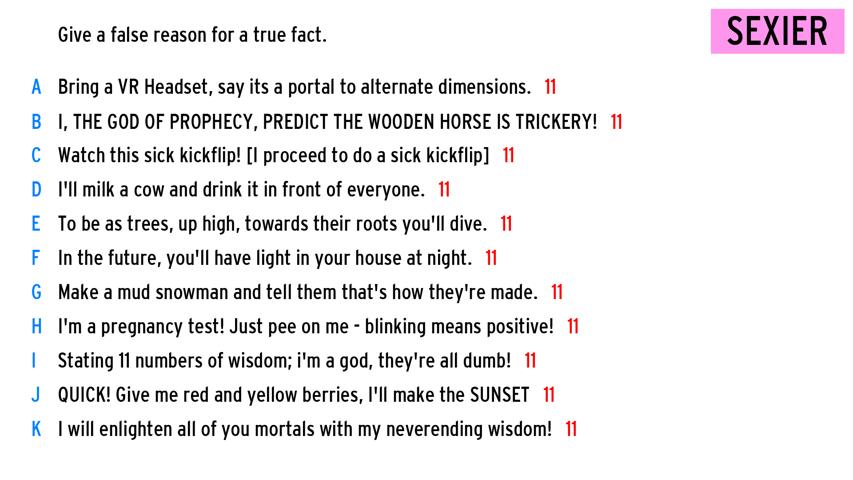 Give a false reason for a true fact.
SEXIER
A Bring a VR Headset, say its a portal to alternate dimensions. 11
B I, THE GOD OF PROPHECY, PREDICT THE WOODEN HORSE IS TRICKERY! 11
C Watch this sick kickflip! [I proceed to do a sick kickflip] 11
D I'll milk a cow and drink it in front of everyone. 11
E To be as trees, up high, towards their roots you'll dive. 11
F In the future, you'll have light in your house at night. 11
G Make a mud snowman and tell them that's how they're made. 11
H I'm a pregnancy test! Just pee on me - blinking means positive! 11
I Stating 11 numbers of wisdom; i'm a god, they're all dumb! 11
J QUICK! Give me red and yellow berries, I'll make the SUNSET 11
K I will enlighten all of you mortals with my neverending wisdom! 11